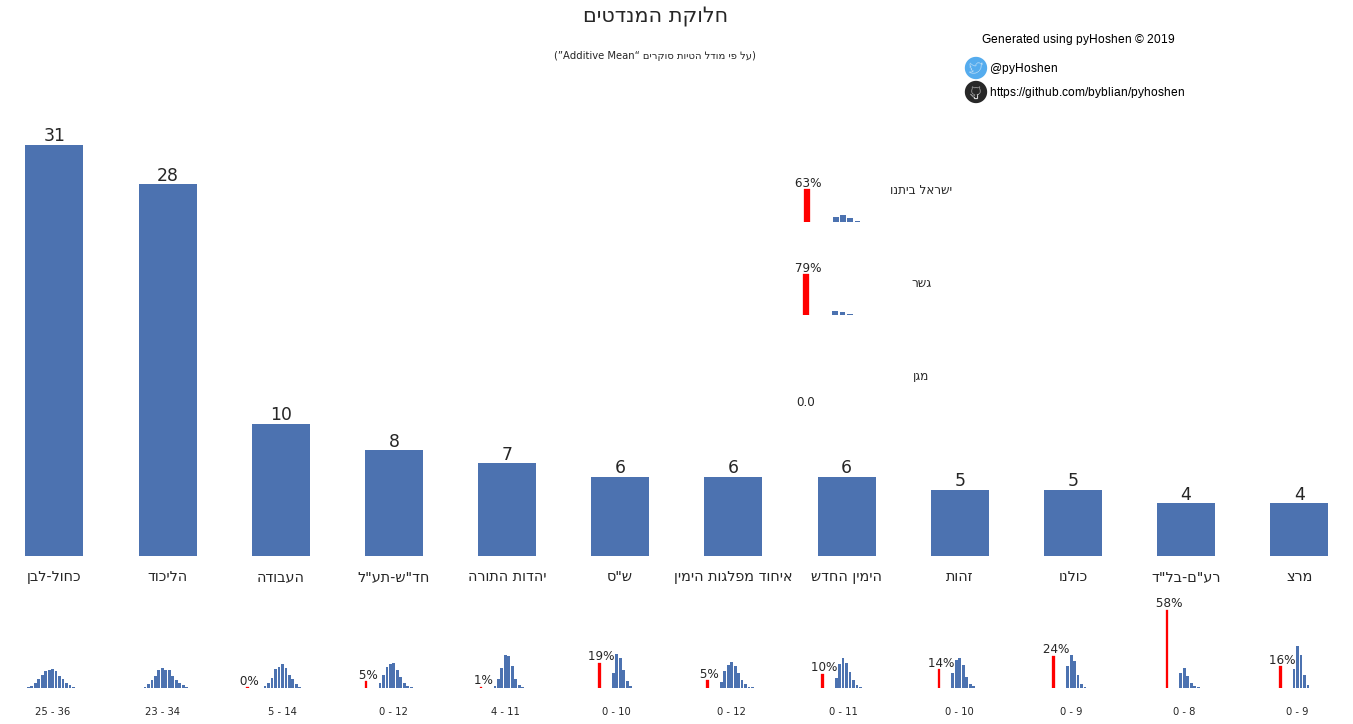 חלוקת המנדטים
(על פי מודל הטיות סוקרים “Additive Mean”)
Generated using pyHoshen © 2019
@pyHoshen
https://github.com/byblian/pyhoshen
31
28
63%
ישראל ביתנו
79%
גשר
מגן
0.0
10
8
7
6
6
6
5
5
4
4
כחול-לבן
הליכוד
העבודה
חד"ש-תע"ל
יהדות התורה
ש"ס
איחוד מפלגות הימין
הימין החדש
זהות
כולנו
רע"ם-בל"ד
מרצ
0%
5%
1%
19%
5%
10%
14%
24%
58%
16%
25 - 36
23 - 34
5 - 14
0 - 12
4 - 11
0 - 10
0 - 12
0 - 11
0 - 10
0 - 9
0 - 8
0 - 9